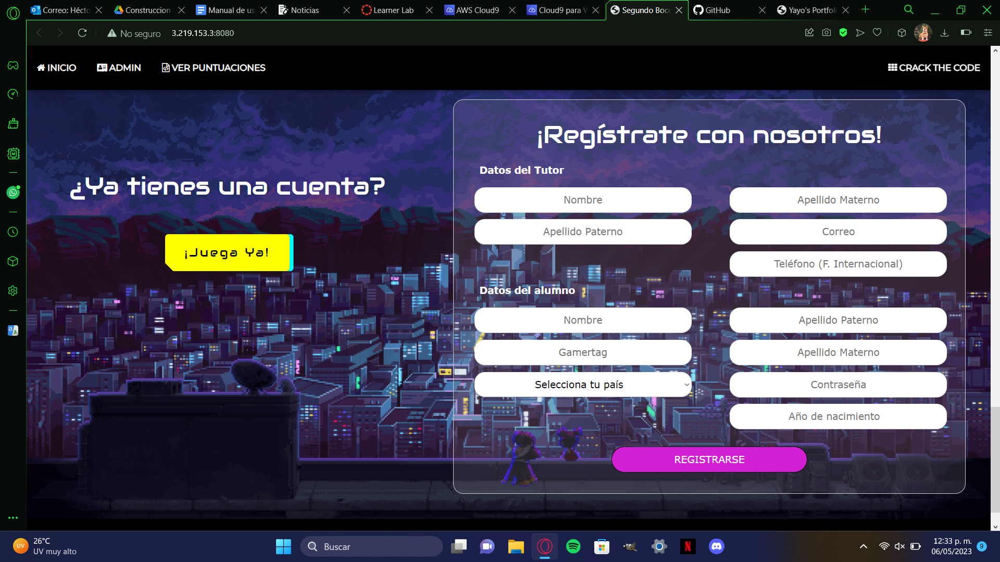 Correo: Hécto
Construccion
Manual de us
Noticias
Learner Lab
AWS Cloud9
Cloud9 para W
Segundo Boce
GitHub
Yayo's Portfoli
No seguro
3.219.153.3:8080
INICIO
ADMIN
VER PUNTUACIONES
CRACK THE CODE
¿Ya tienes una cuenta?
¡Juega Ya!
¡Regístrate con nosotros!
Datos del Tutor
Nombre
Apellido Materno
Apellido Paterno
Correo
Teléfono (F. Internacional)
Datos del alumno
Nombre
Apellido Paterno
Gamertag
Apellido Materno
Selecciona tu país
Contraseña
Año de nacimiento
REGISTRARSE
UV
26°C
UV muy alto
Buscar
12:33 p. m.
06/05/2023
9